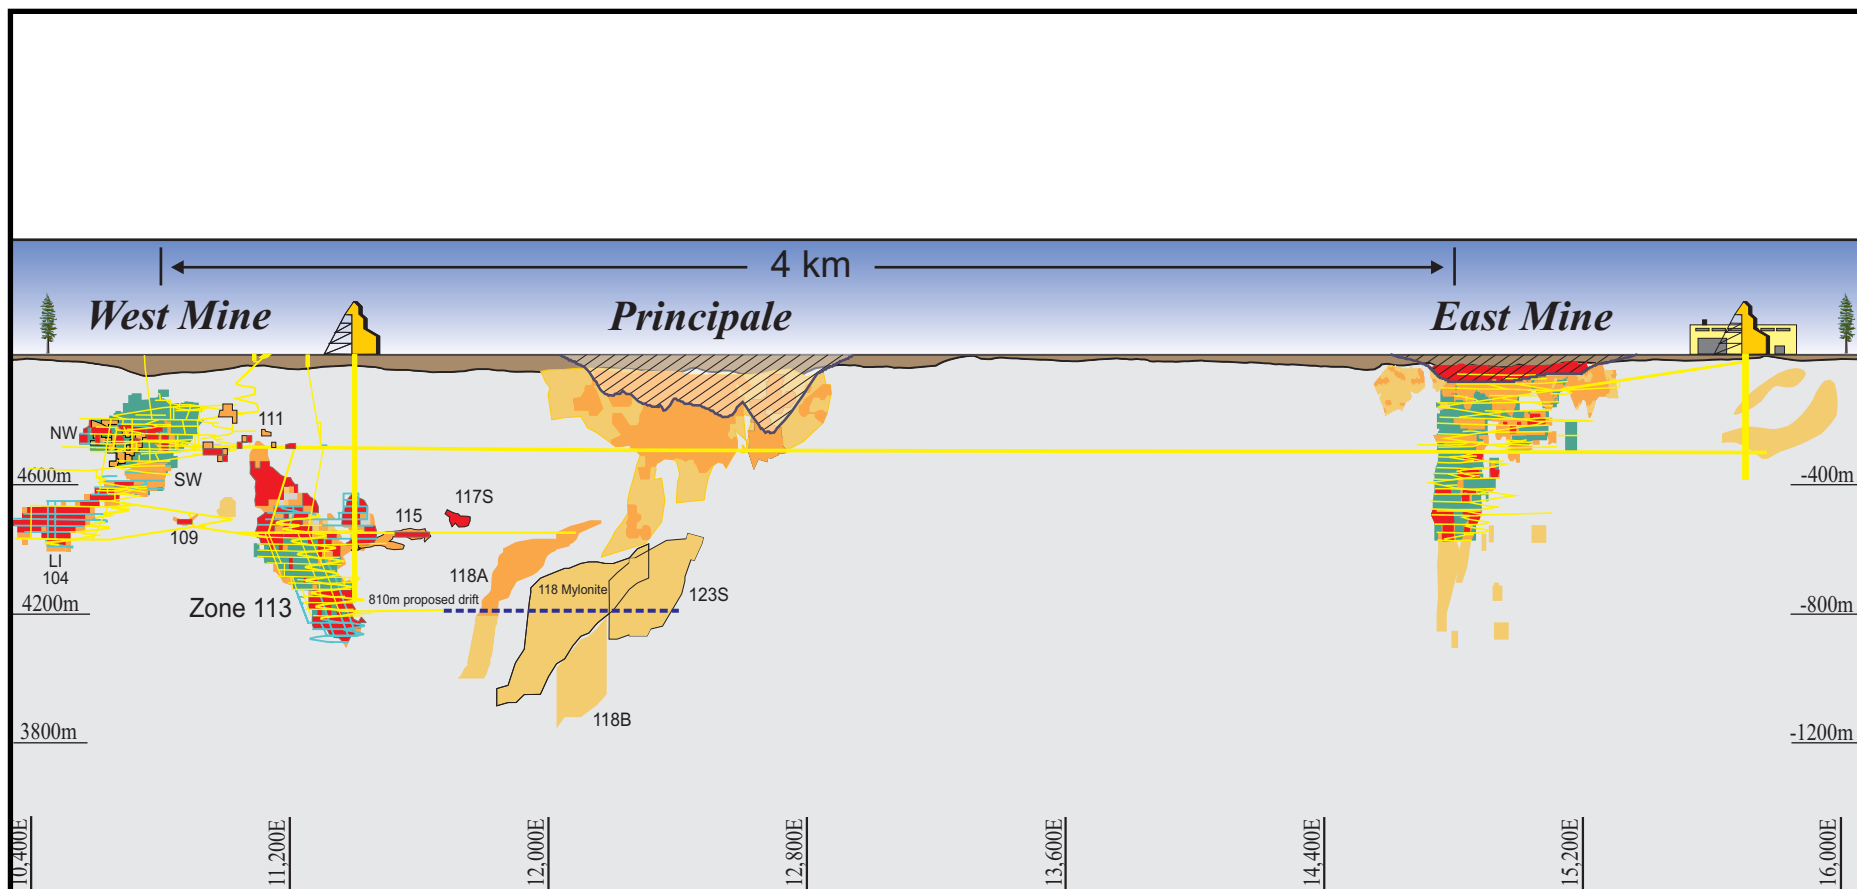 4 km
West Mine
Principale
East Mine
NW
111
SW
4600m
-400m
117S
115
109
LI
104
118A
118 Mylonite
123S
810m proposed drift
Zone 113
4200m
-800m
118B
3800m
-1200m
10,400E
11,200E
12,000E
12,800E
13,600E
14,400E
15,200E
16,000E